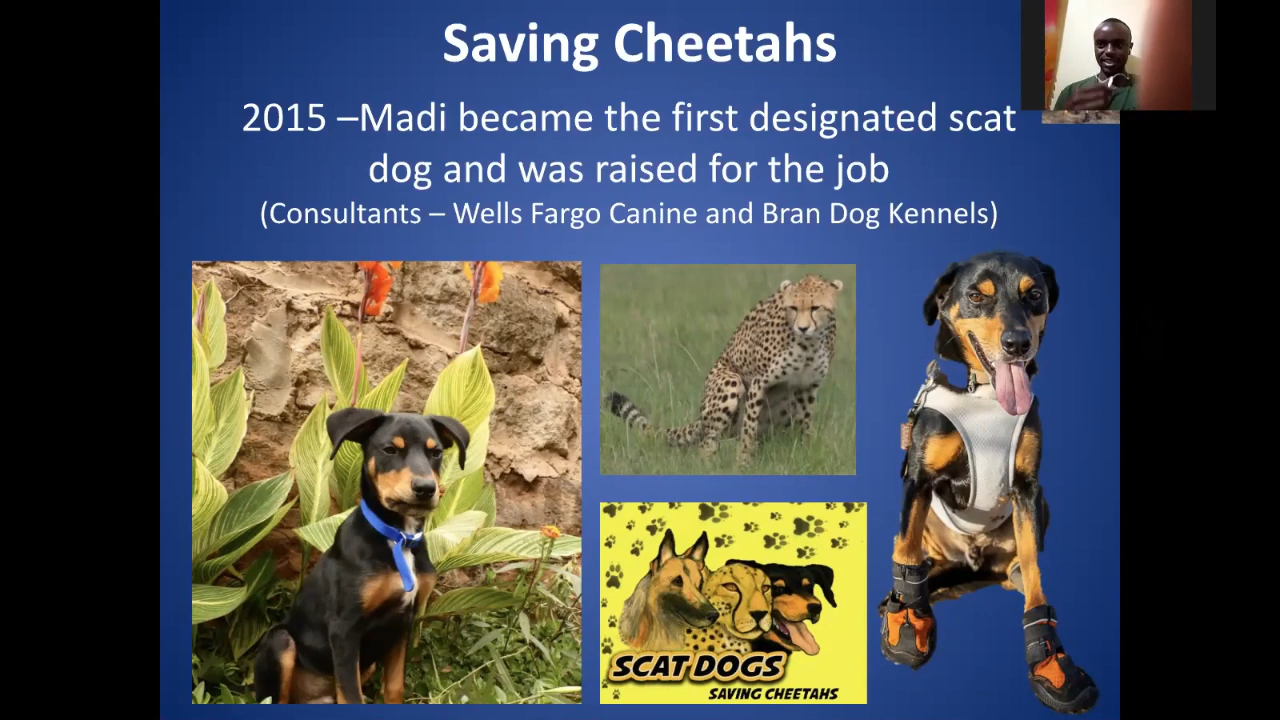 Saving Cheetahs
2015 –Madi became the first designated scat
dog and was raised for the job
(Consultants – Wells Fargo Canine and Bran Dog Kennels)
SCAT DOGS
SAVING CHEETAHS